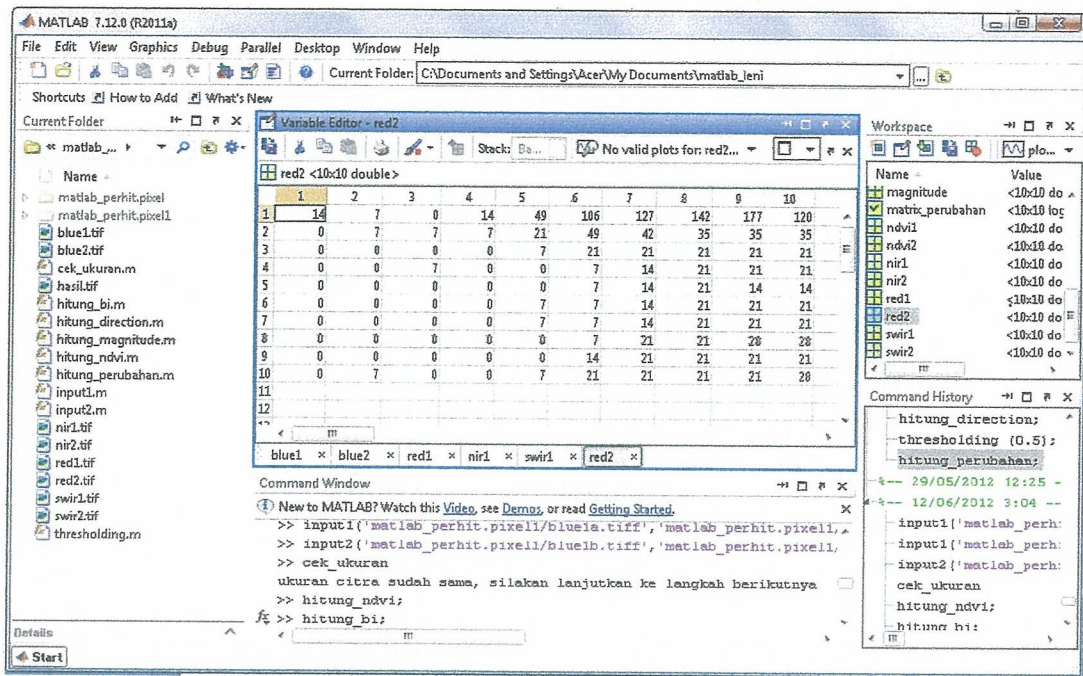 MATLAB 7.12.0 (R2011a)
File Edit View Graphics Debug Parallel Desktop Window Help
Current Folder: C:\Documents and Settings\Acer\My Documents\matlab_leni
Shortcuts How to Add What's New
Current Folder
« matlab_...
Name
matlab_perhit.pixel
matlab_perhit.pixel1
blue1.tif
blue2.tif
cek_ukuran.m
hasil.tif
hitung_bi.m
hitung_direction.m
hitung_magnitude.m
hitung_ndvi.m
hitung_perubahan.m
input1.m
input2.m
nir1.tif
nir2.tif
red1.tif
red2.tif
swir1.tif
swir2.tif
thresholding.m
Details
Start
Variable Editor - red2
Stack: Ba... No valid plots for: red2...
red2 <10x10 double>
1 2 3 4 5 6 7 8 9 10
1 14 7 0 14 49 106 127 142 177 120
2 0 7 7 7 21 49 42 35 35 35
3 0 0 0 0 7 21 21 21 21 21
4 0 0 7 0 0 7 14 21 21 21
5 0 0 0 0 0 7 14 21 14 14
6 0 0 0 0 7 7 14 21 21 21
7 0 0 0 0 7 7 14 21 21 21
8 0 0 0 0 0 7 21 21 28 28
9 0 0 0 0 0 14 21 21 21 21
10 0 7 0 0 7 21 21 21 21 28
11
12
blue1 × blue2 × red1 × nir1 × swir1 × red2 ×
Command Window
New to MATLAB? Watch this Video, see Demos, or read Getting Started.
>> input1('matlab_perhit.pixel1/blue1a.tiff','matlab_perhit.pixel1/
>> input2('matlab_perhit.pixel1/blue1b.tiff','matlab_perhit.pixel1/
>> cek_ukuran
ukuran citra sudah sama, silakan lanjutkan ke langkah berikutnya
>> hitung_ndvi;
fx >> hitung_bi;
Workspace
plo...
Name Value
magnitude <10x10 do
matrix_perubahan <10x10 log
ndvi1 <10x10 do
ndvi2 <10x10 do
nir1 <10x10 do
nir2 <10x10 do
red1 <10x10 do
red2 <10x10 do
swir1 <10x10 do
swir2 <10x10 do
Command History
hitung_direction;
thresholding (0.5);
hitung_perubahan;
%-- 29/05/2012 12:25 -
%-- 12/06/2012 3:04 --
input1('matlab_perh:
input1('matlab_perh:
input2('matlab_perh:
cek_ukuran
hitung_ndvi;
hitung_bi;